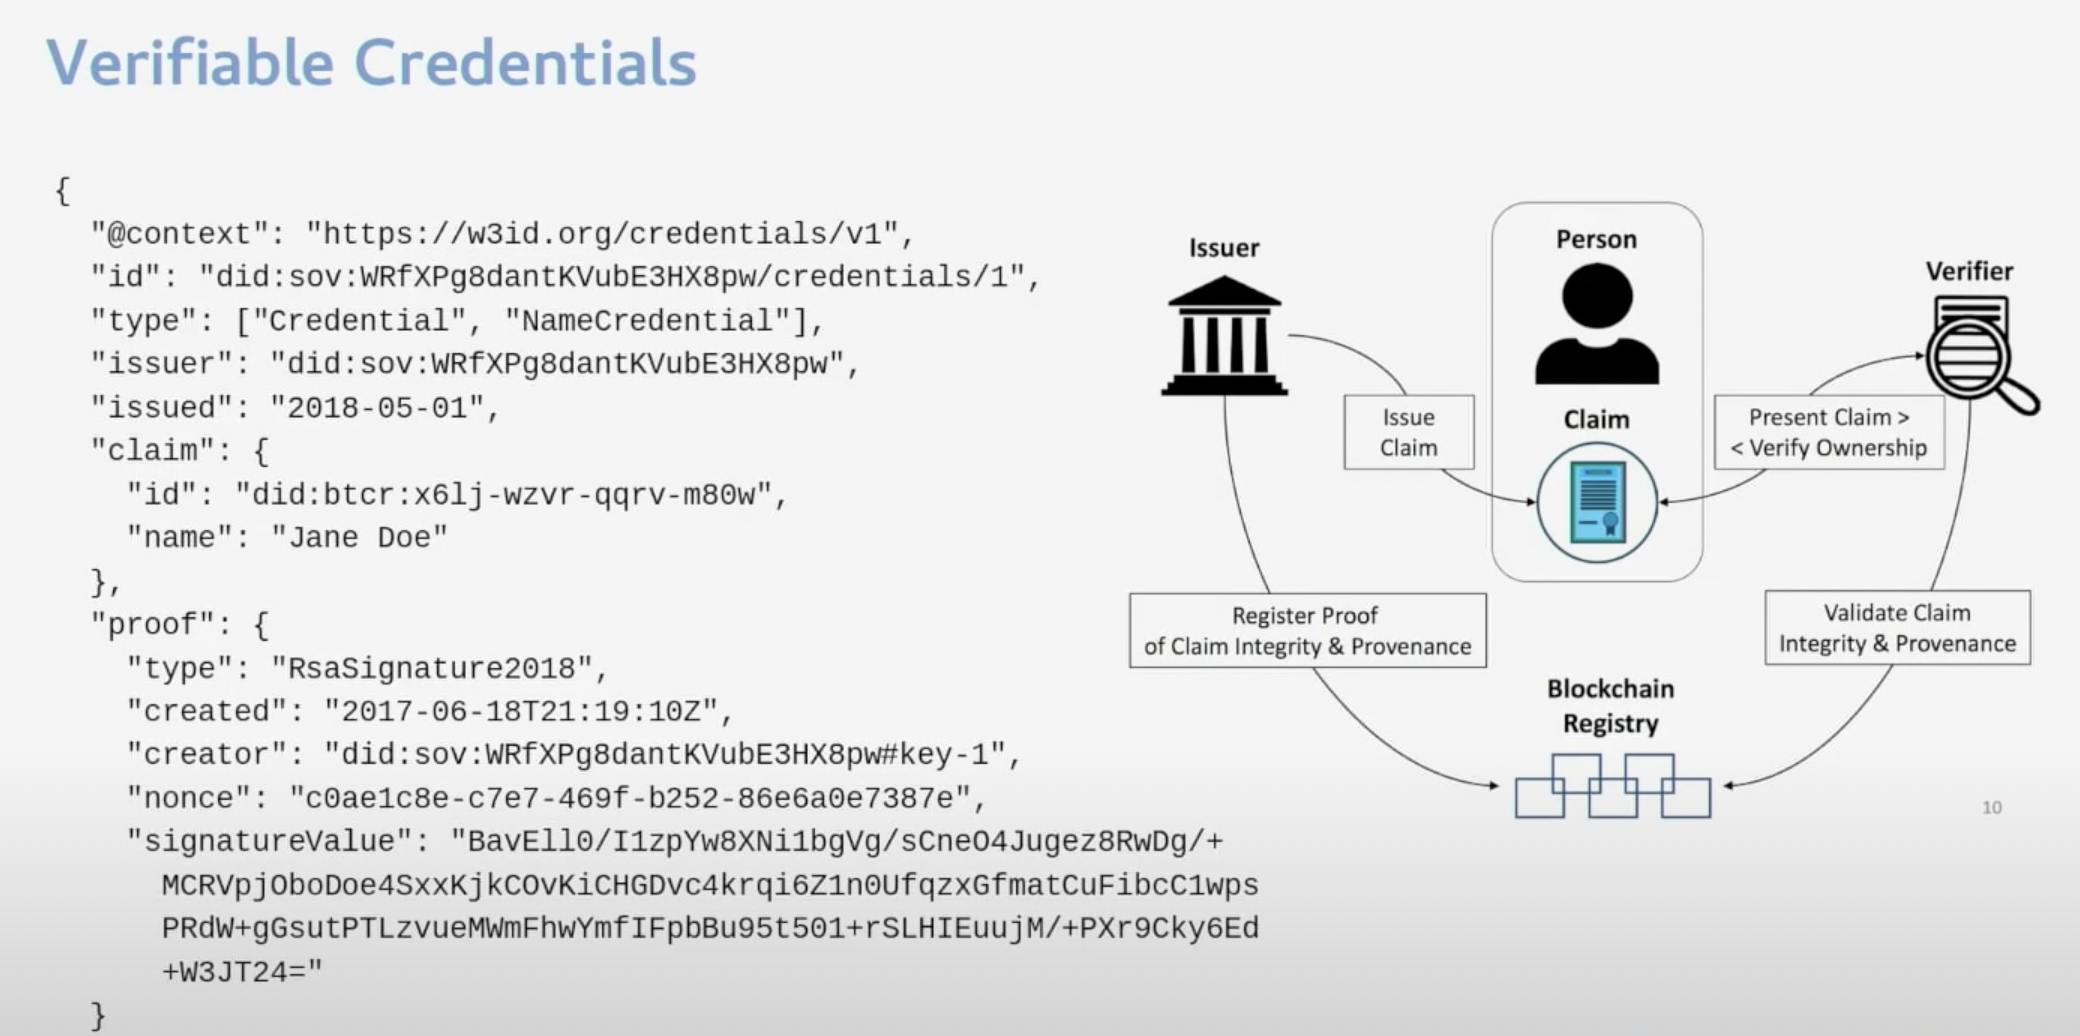 Verifiable Credentials
{
"@context": "https://w3id.org/credentials/v1",
"id": "did:sov:WRfXPg8dantKVubE3HX8pw/credentials/1",
"type": ["Credential", "NameCredential"],
"issuer": "did:sov:WRfXPg8dantKVubE3HX8pw",
"issued": "2018-05-01",
"claim": {
"id": "did:btcr:x6lj-wzvr-qqrv-m80w",
"name": "Jane Doe"
},
"proof": {
"type": "RsaSignature2018",
"created": "2017-06-18T21:19:10Z",
"creator": "did:sov:WRfXPg8dantKVubE3HX8pw#key-1",
"nonce": "c0ae1c8e-c7e7-469f-b252-86e6a0e7387e",
"signatureValue": "BavEll0/I1zpYw8XNi1bgVg/sCneO4Jugez8RwDg/+
MCRVpjOboDoe4SxxKjkCOvKiCHGDvc4krqi6Z1n0UfqzxGfmatCuFibcC1wps
PRdW+gGsutPTLzvueMWmFhwYmfIFpbBu95t501+rSLHIEuujM/+PXr9Cky6Ed
+W3JT24="
}
Issuer
Person
Verifier
Issue
Claim
Claim
Present Claim >
< Verify Ownership
Register Proof
of Claim Integrity & Provenance
Validate Claim
Integrity & Provenance
Blockchain
Registry
10